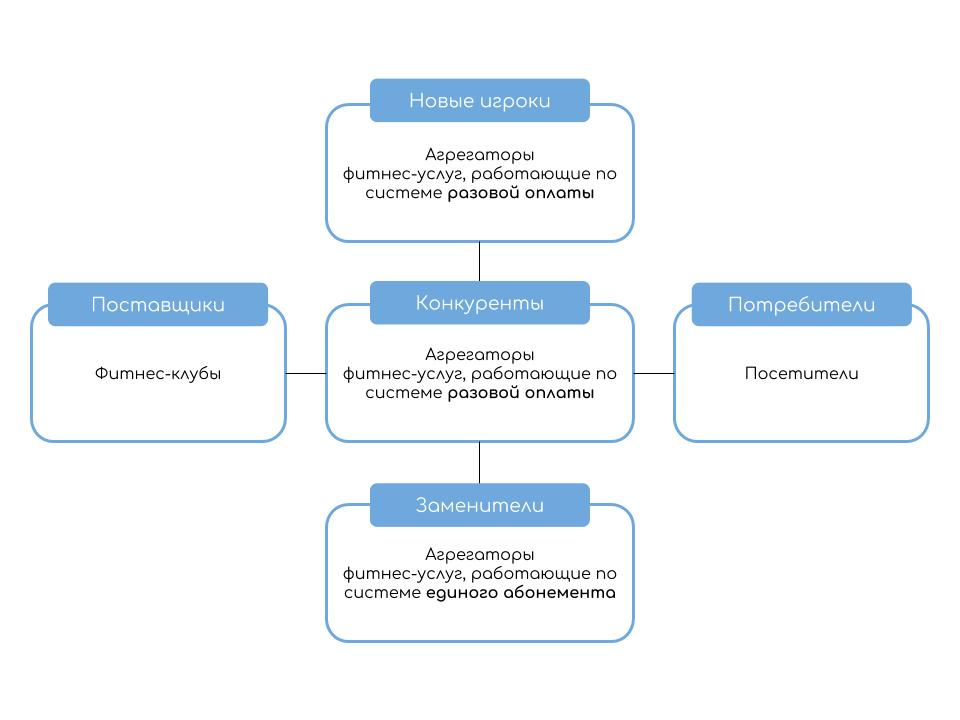 Новые игроки
Агрегаторы
фитнес-услуг, работающие по
системе разовой оплаты
Поставщики
Фитнес-клубы
Конкуренты
Агрегаторы
фитнес-услуг, работающие по
системе разовой оплаты
Потребители
Посетители
Заменители
Агрегаторы
фитнес-услуг, работающие по
системе единого абонемента